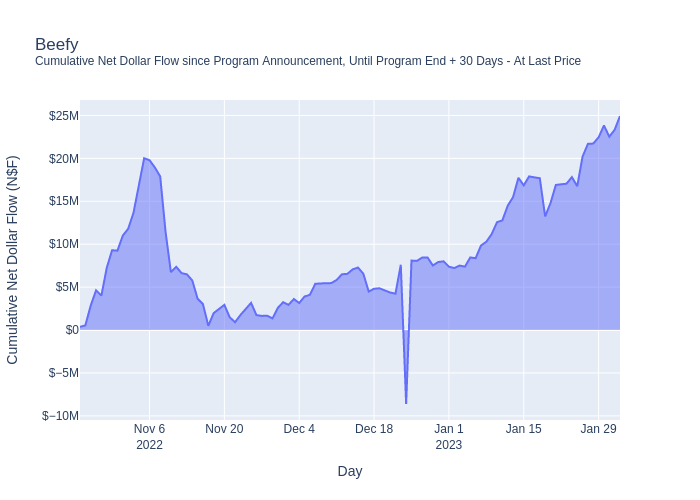 Beefy
Cumulative Net Dollar Flow since Program Announcement, Until Program End + 30 Days - At Last Price
Cumulative Net Dollar Flow (N$F)
$25M
$20M
$15M
$10M
$5M
$0
$−5M
$−10M
Nov 6 Nov 20 Dec 4 Dec 18 Jan 1 Jan 15 Jan 29
2022 2023
Day